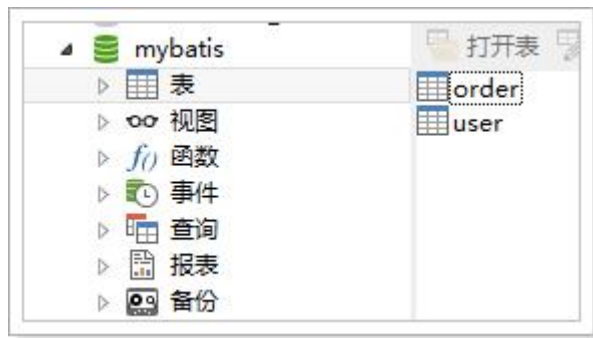 mybatis
打开表
表
order
视图
user
f()
函数
事件
查询
报表
备份